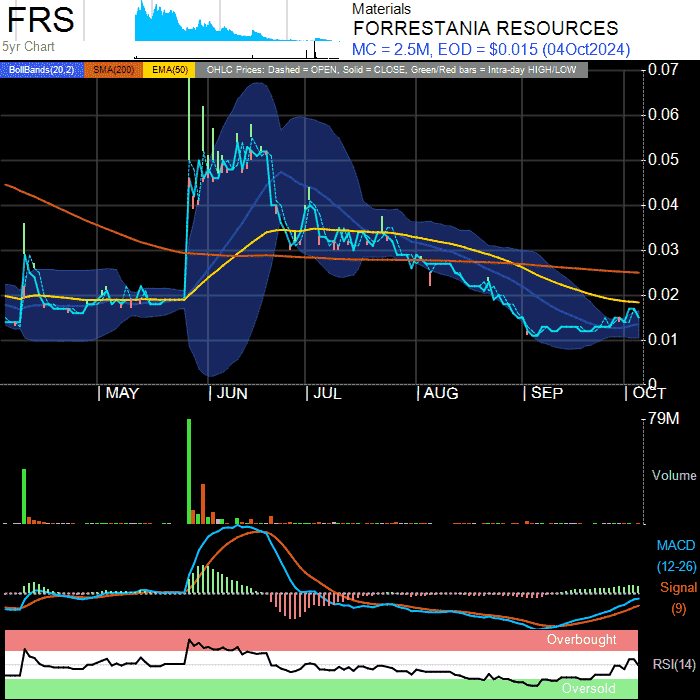 FRS
5yr Chart
Materials
FORRESTANIA RESOURCES
MC = 2.5M, EOD = $0.015 (04Oct2024)
BollBands(20,2) SMA(200) EMA(50) OHLC Prices: Dashed = OPEN, Solid = CLOSE, Green/Red bars = Intra-day HIGH/LOW
0.07
0.06
0.05
0.04
0.03
0.02
0.01
0
MAY JUN JUL AUG SEP OCT
79M
Volume
MACD
(12-26)
Signal
(9)
Overbought
RSI(14)
Oversold